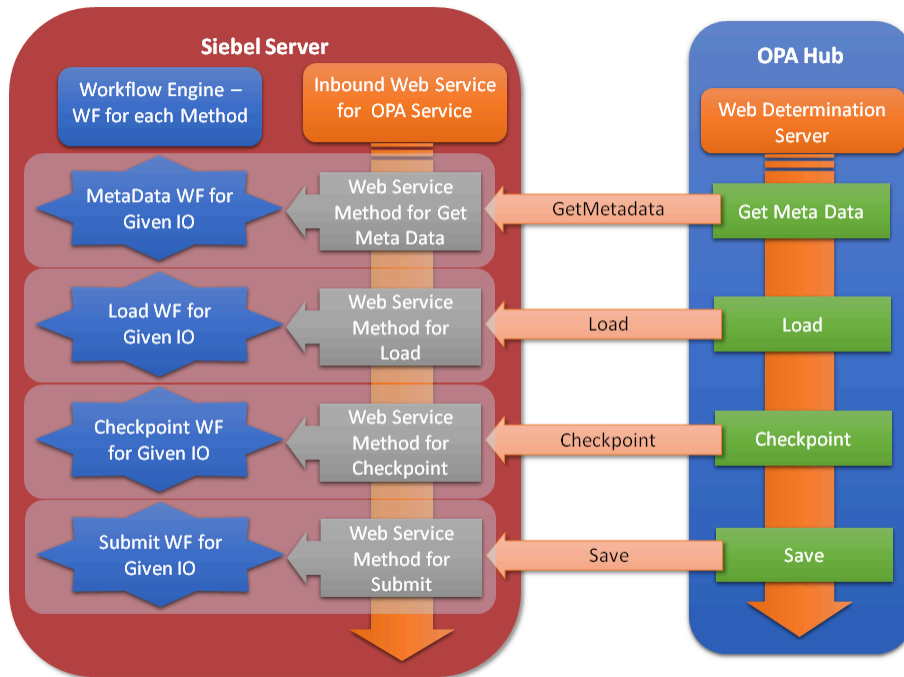 Siebel Server
Workflow Engine –
WF for each Method
Inbound Web Service
for OPA Service
OPA Hub
Web Determination
Server
MetaData WF for
Given IO
Web Service
Method for Get
Meta Data
GetMetadata
Get Meta Data
Load WF for
Given IO
Web Service
Method for
Load
Load
Load
Checkpoint WF
for Given IO
Web Service
Method for
Checkpoint
Checkpoint
Checkpoint
Submit WF for
Given IO
Web Service
Method for
Submit
Save
Save